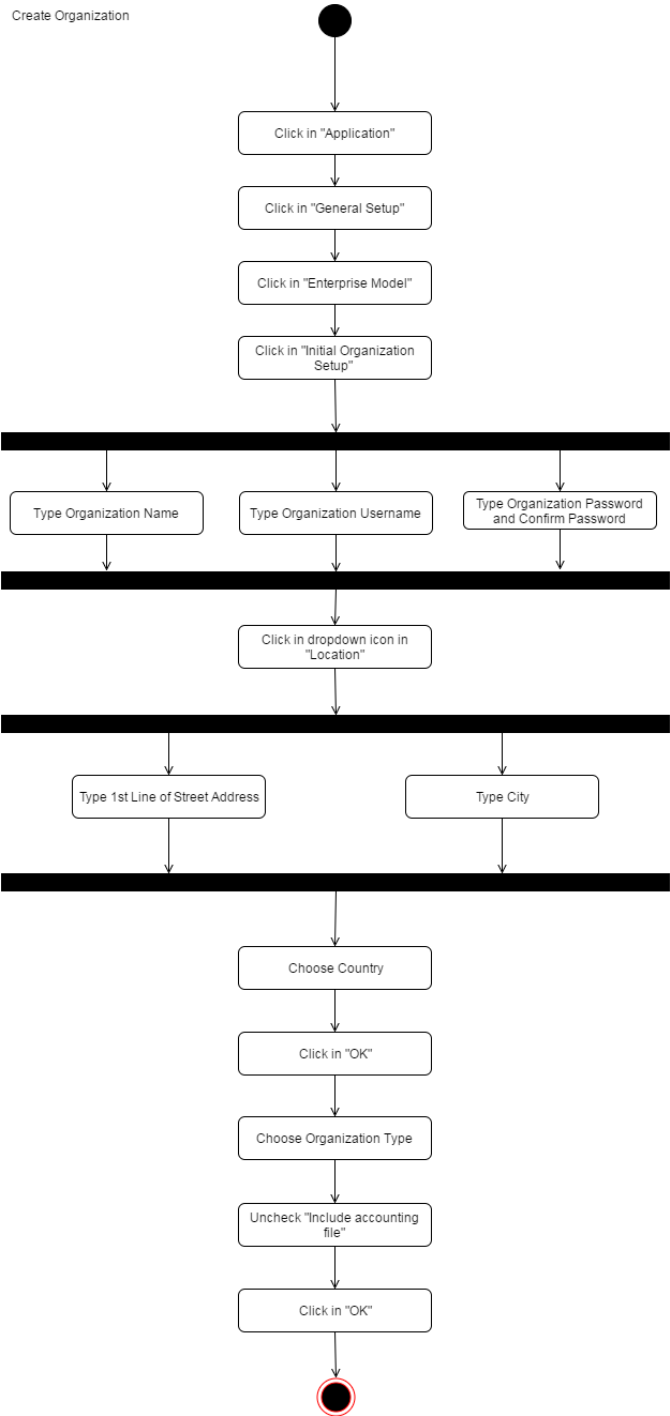 Create Organization
Click in "Application"
Click in "General Setup"
Click in "Enterprise Model"
Click in "Initial Organization
Setup"
Type Organization Name
Type Organization Username
Type Organization Password
and Confirm Password
Click in dropdown icon in
"Location"
Type 1st Line of Street Address
Type City
Choose Country
Click in "OK"
Choose Organization Type
Uncheck "Include accounting
file"
Click in "OK"